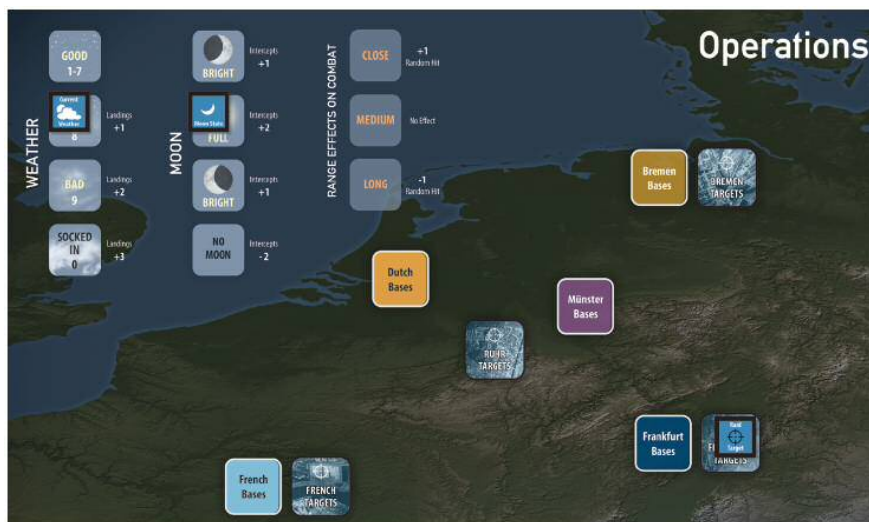 Operations
WEATHER
GOOD
1-7
Current
Weather
8
Landings
+1
BAD
9
Landings
+2
SOCKED
IN
0
Landings
+3
MOON
BRIGHT
Intercepts
+1
Moon State
FULL
Intercepts
+2
BRIGHT
Intercepts
+1
NO
MOON
Intercepts
-2
RANGE EFFECTS ON COMBAT
CLOSE
+1
Random Hit
MEDIUM
No Effect
LONG
-1
Random Hit
Bremen
Bases
BREMEN
TARGETS
Dutch
Bases
Münster
Bases
RUHR
TARGETS
Frankfurt
Bases
Raid
Target
TARGETS
French
Bases
FRENCH
TARGETS